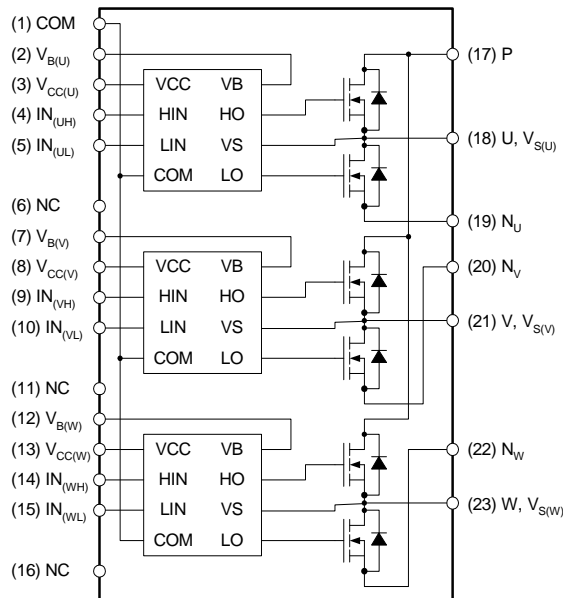 (1) COM
(2) V_B(U)
(3) V_CC(U)
(4) IN_(UH)
(5) IN_(UL)
(6) NC
(7) V_B(V)
(8) V_CC(V)
(9) IN_(VH)
(10) IN_(VL)
(11) NC
(12) V_B(W)
(13) V_CC(W)
(14) IN_(WH)
(15) IN_(WL)
(16) NC
VCC VB
HIN HO
LIN VS
COM LO
VCC VB
HIN HO
LIN VS
COM LO
VCC VB
HIN HO
LIN VS
COM LO
(17) P
(18) U, V_S(U)
(19) N_U
(20) N_V
(21) V, V_S(V)
(22) N_W
(23) W, V_S(W)